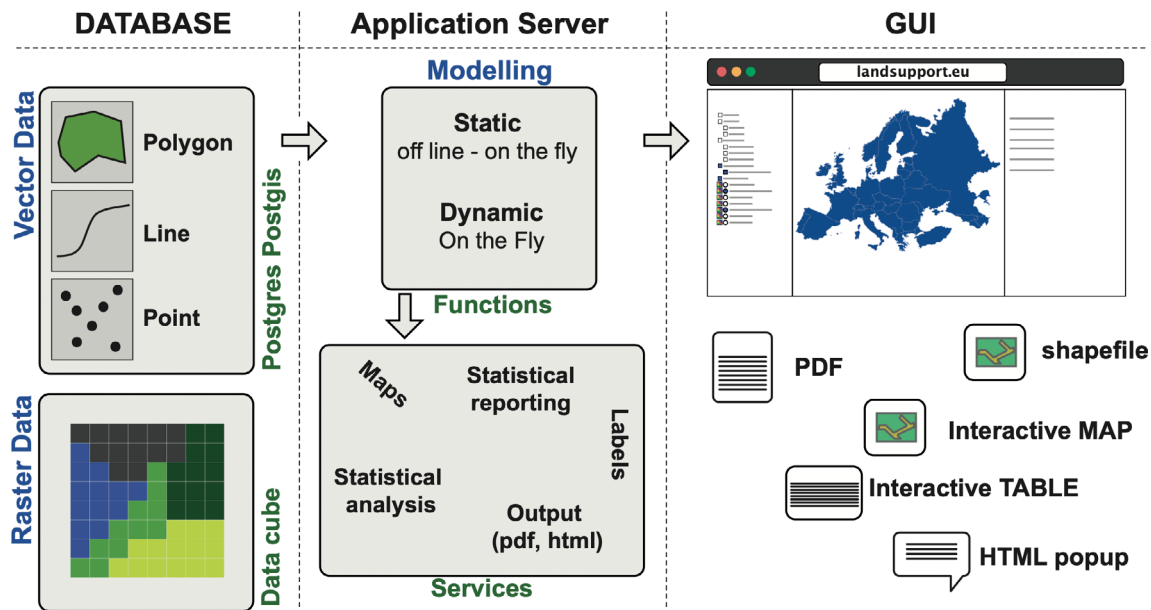 DATABASE
Application Server
GUI
Vector Data
Polygon
Line
Point
Postgres Postgis
Raster Data
Data cube
Modelling
Static
off line - on the fly
Dynamic
On the Fly
Functions
Maps
Statistical
reporting
Labels
Statistical
analysis
Output
(pdf, html)
Services
landsupport.eu
PDF
shapefile
Interactive MAP
Interactive TABLE
HTML popup